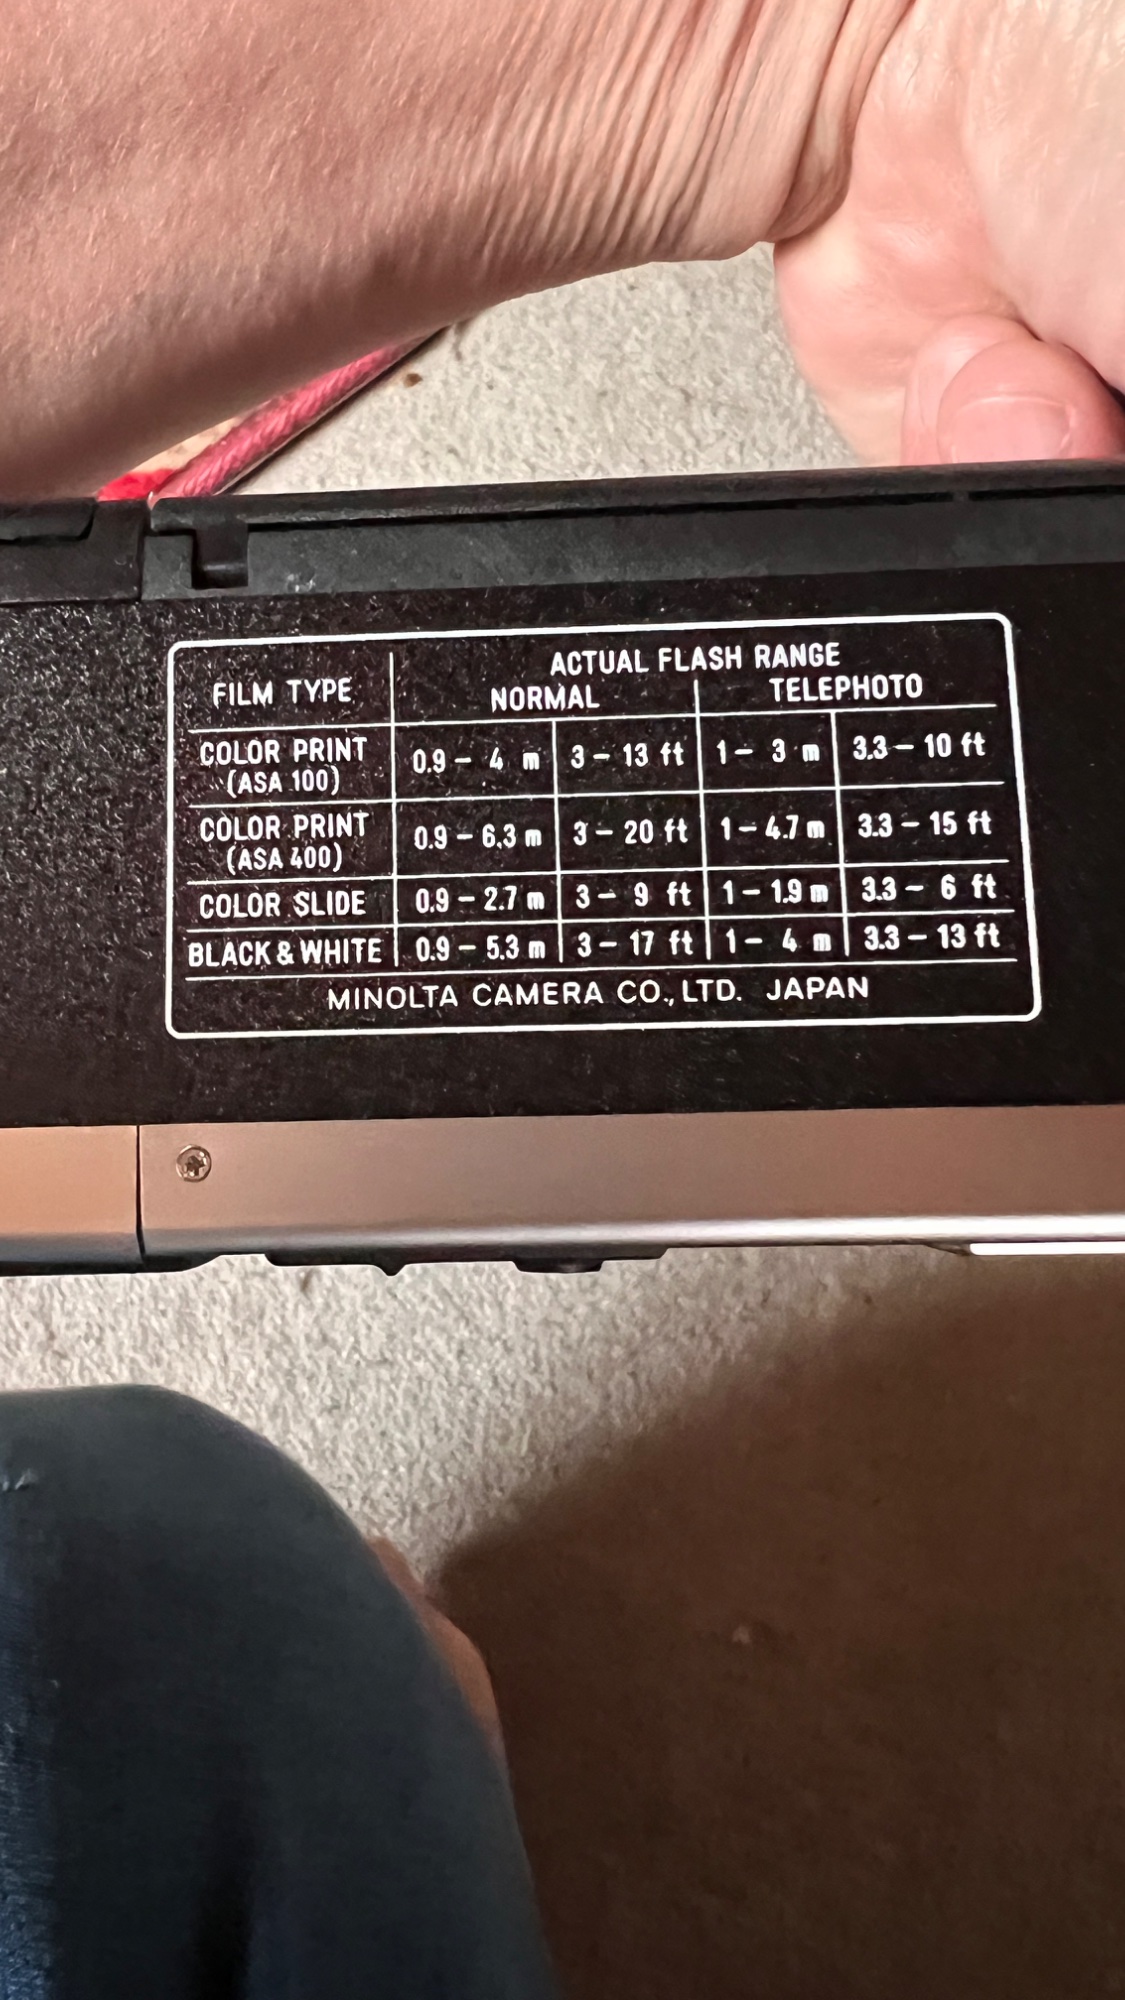 ACTUAL FLASH RANGE
FILM TYPE NORMAL TELEPHOTO
COLOR PRINT (ASA 100) 0.9 – 4 m 3 – 13 ft 1 – 3 m 3.3 – 10 ft
COLOR PRINT (ASA 400) 0.9 – 6.3 m 3 – 20 ft 1 – 4.7 m 3.3 – 15 ft
COLOR SLIDE 0.9 – 2.7 m 3 – 9 ft 1 – 1.9 m 3.3 – 6 ft
BLACK & WHITE 0.9 – 5.3 m 3 – 17 ft 1 – 4 m 3.3 – 13 ft
MINOLTA CAMERA CO., LTD. JAPAN